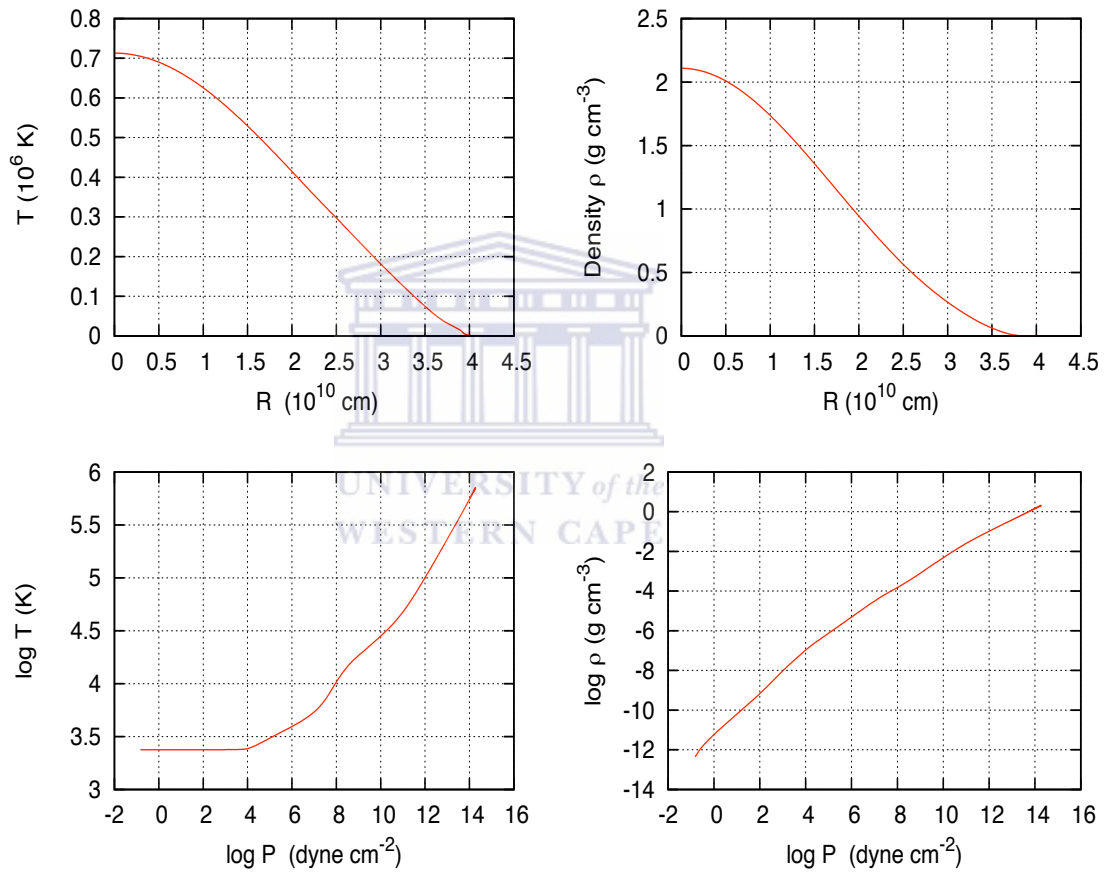 0.8
0.7
0.6
0.5
0.4
0.3
0.2
0.1
0
T (10^6 K)
0 0.5 1 1.5 2 2.5 3 3.5 4 4.5
R (10^10 cm)
2.5
2
1.5
1
0.5
0
Density ρ (g cm^-3)
0 0.5 1 1.5 2 2.5 3 3.5 4 4.5
R (10^10 cm)
UNIVERSITY of the
WESTERN CAPE
6
5.5
5
4.5
4
3.5
3
log T (K)
-2 0 2 4 6 8 10 12 14 16
log P (dyne cm^-2)
2
0
-2
-4
-6
-8
-10
-12
-14
log ρ (g cm^-3)
-2 0 2 4 6 8 10 12 14 16
log P (dyne cm^-2)